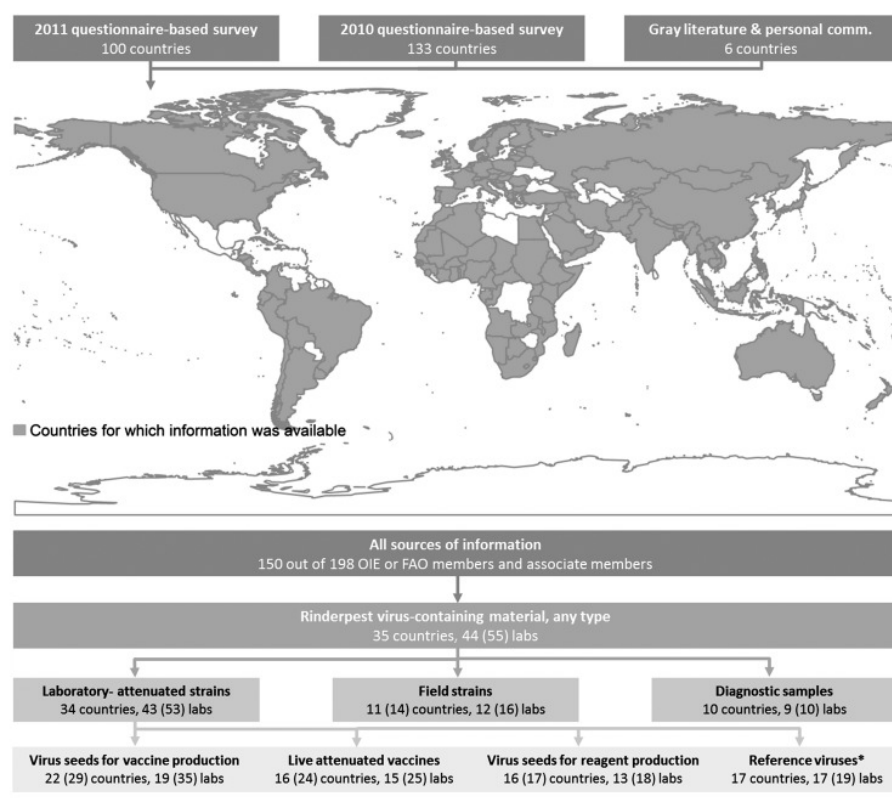 2011 questionnaire-based survey
100 countries
2010 questionnaire-based survey
133 countries
Gray literature & personal comm.
6 countries
Countries for which information was available
All sources of information
150 out of 198 OIE or FAO members and associate members
Rinderpest virus-containing material, any type
35 countries, 44 (55) labs
Laboratory- attenuated strains
34 countries, 43 (53) labs
Field strains
11 (14) countries, 12 (16) labs
Diagnostic samples
10 countries, 9 (10) labs
Virus seeds for vaccine production
22 (29) countries, 19 (35) labs
Live attenuated vaccines
16 (24) countries, 15 (25) labs
Virus seeds for reagent production
16 (17) countries, 13 (18) labs
Reference viruses*
17 countries, 17 (19) labs